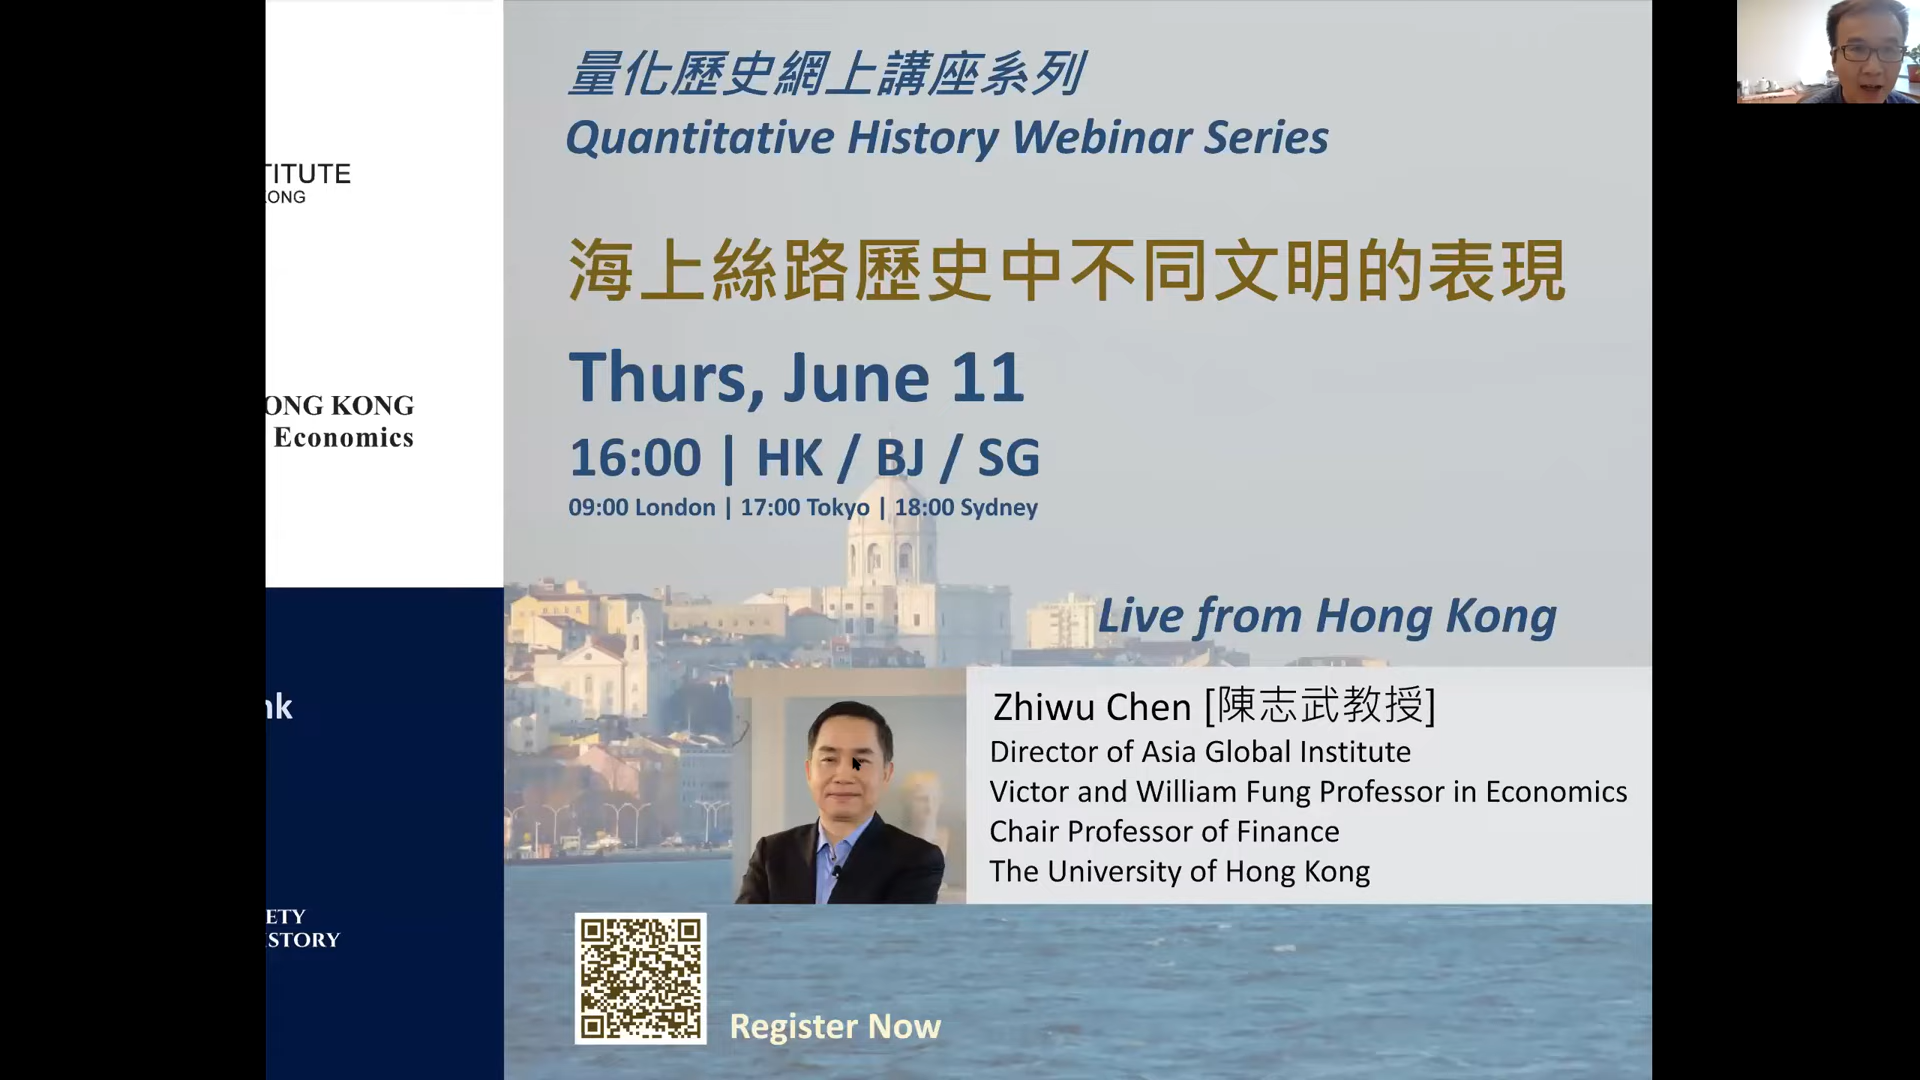 TITUTE
KONG
ONG KONG
Economics
nk
ETY
ISTORY
量化歷史網上講座系列
Quantitative History Webinar Series
海上絲路歷史中不同文明的表現
Thurs, June 11
16:00 | HK / BJ / SG
09:00 London | 17:00 Tokyo | 18:00 Sydney
Live from Hong Kong
Zhiwu Chen [陳志武教授]
Director of Asia Global Institute
Victor and William Fung Professor in Economics
Chair Professor of Finance
The University of Hong Kong
Register Now